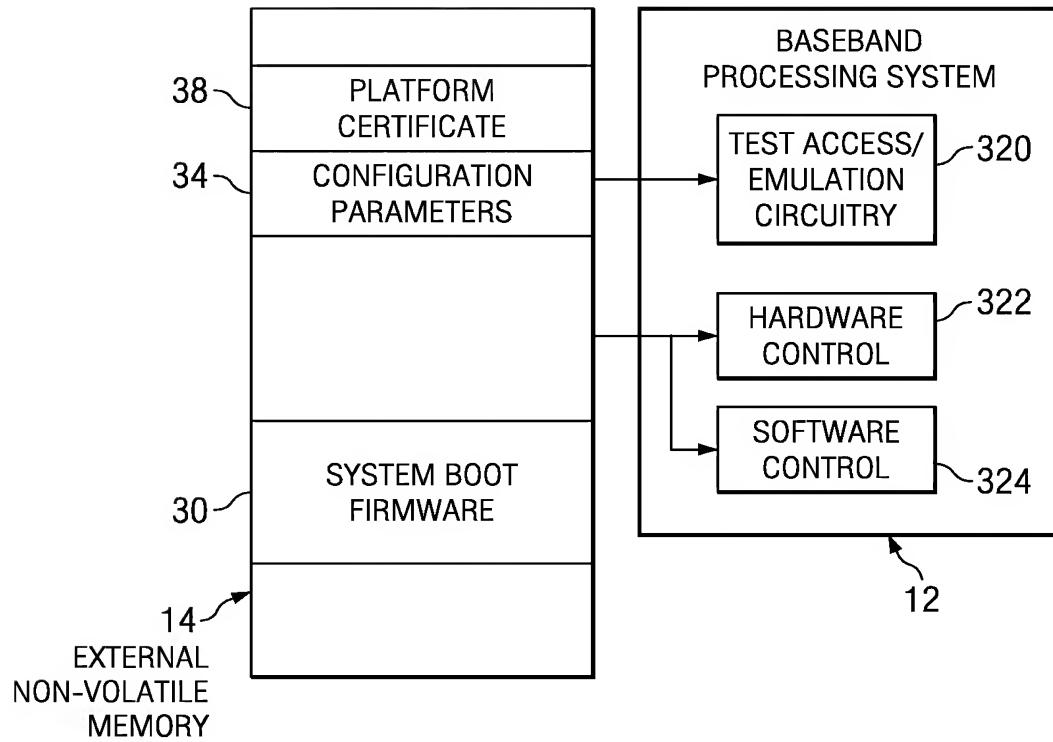 38
PLATFORM
CERTIFICATE
34
CONFIGURATION
PARAMETERS
30
SYSTEM BOOT
FIRMWARE
14
EXTERNAL
NON-VOLATILE
MEMORY
BASEBAND
PROCESSING SYSTEM
TEST ACCESS/
EMULATION
CIRCUITRY
320
HARDWARE
CONTROL
322
SOFTWARE
CONTROL
324
12